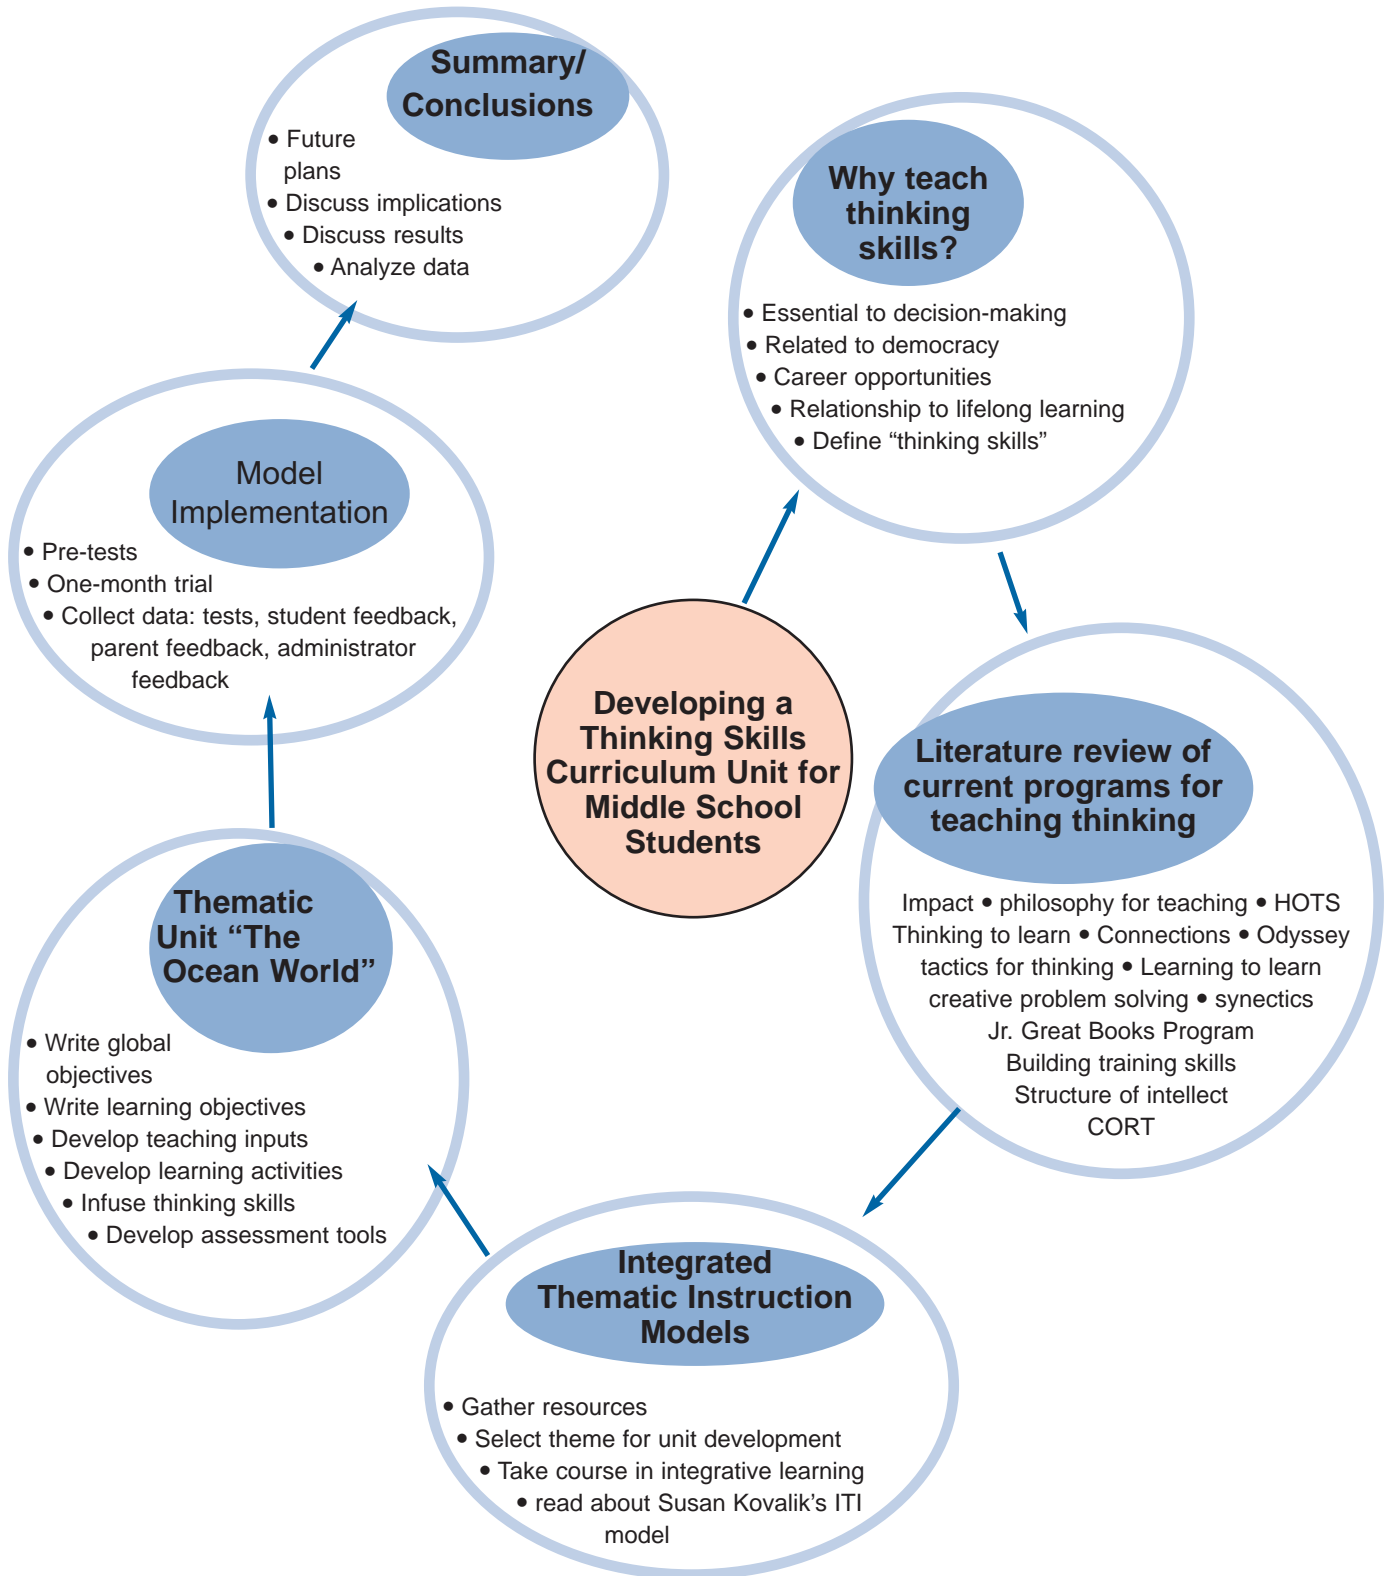 Summary/
Conclusions
• Future
plans
• Discuss implications
• Discuss results
• Analyze data
Why teach
thinking
skills?
• Essential to decision-making
• Related to democracy
• Career opportunities
• Relationship to lifelong learning
• Define “thinking skills”
Model
Implementation
• Pre-tests
• One-month trial
• Collect data: tests, student feedback,
parent feedback, administrator
feedback
Developing a
Thinking Skills
Curriculum Unit for
Middle School
Students
Literature review of
current programs for
teaching thinking
Impact • philosophy for teaching • HOTS
Thinking to learn • Connections • Odyssey
tactics for thinking • Learning to learn
creative problem solving • synectics
Jr. Great Books Program
Building training skills
Structure of intellect
CORT
Thematic
Unit “The
Ocean World”
• Write global
objectives
• Write learning objectives
• Develop teaching inputs
• Develop learning activities
• Infuse thinking skills
• Develop assessment tools
Integrated
Thematic Instruction
Models
• Gather resources
• Select theme for unit development
• Take course in integrative learning
• read about Susan Kovalik’s ITI
model